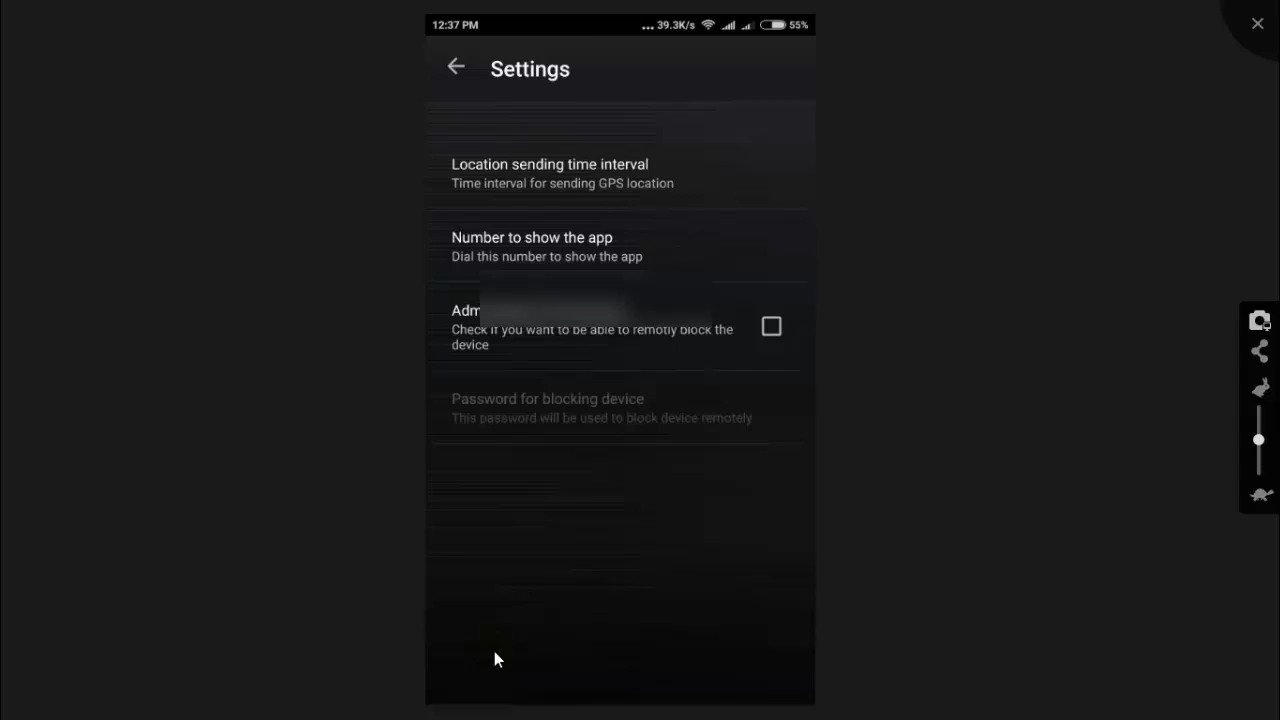 12:37 PM ... 39.3K/s 55%
Settings
Location sending time interval
Time interval for sending GPS location
Number to show the app
Dial this number to show the app
Adm
Check if you want to be able to remotly block the
device
Password for blocking device
This password will be used to block device remotely